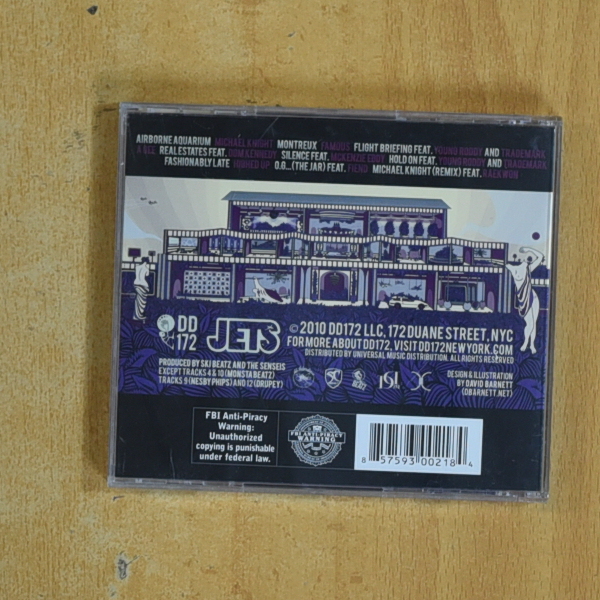 AIRBORNE AQUARIUM MICHAEL KNIGHT MONTREUX FAMOUS FLIGHT BRIEFING FEAT. YOUNG RODDY AND TRADEMARK
REAL ESTATES FEAT. DOM KENNEDY SILENCE FEAT. MCKENZIE EDDY HOLD ON FEAT. YOUNG RODDY AND TRADEMARK
FASHIONABLY LATE O.G... (THE JAR) FEAT. FIEND MICHAEL KNIGHT (REMIX) FEAT. RAEKWON
DD
172
JETS
© 2010 DD172 LLC, 172 DUANE STREET, NYC
FOR MORE ABOUT DD172, VISIT DD172NEWYORK.COM
DISTRIBUTED BY UNIVERSAL MUSIC DISTRIBUTION. ALL RIGHTS RESERVED
PRODUCED BY SKI BEATZ AND THE SENSEIS
EXCEPT TRACKS 4 & 10 (MONSTA BEATZ)
TRACKS 9 (NESBY PHIPS) AND 12 (DRUPEY)
DESIGN & ILLUSTRATION
BY DAVID BARNETT
(DBARNETT.NET)
FBI Anti-Piracy
Warning:
Unauthorized
copying is punishable
under federal law.
FBI ANTI-PIRACY
WARNING
8 57593 00218 4